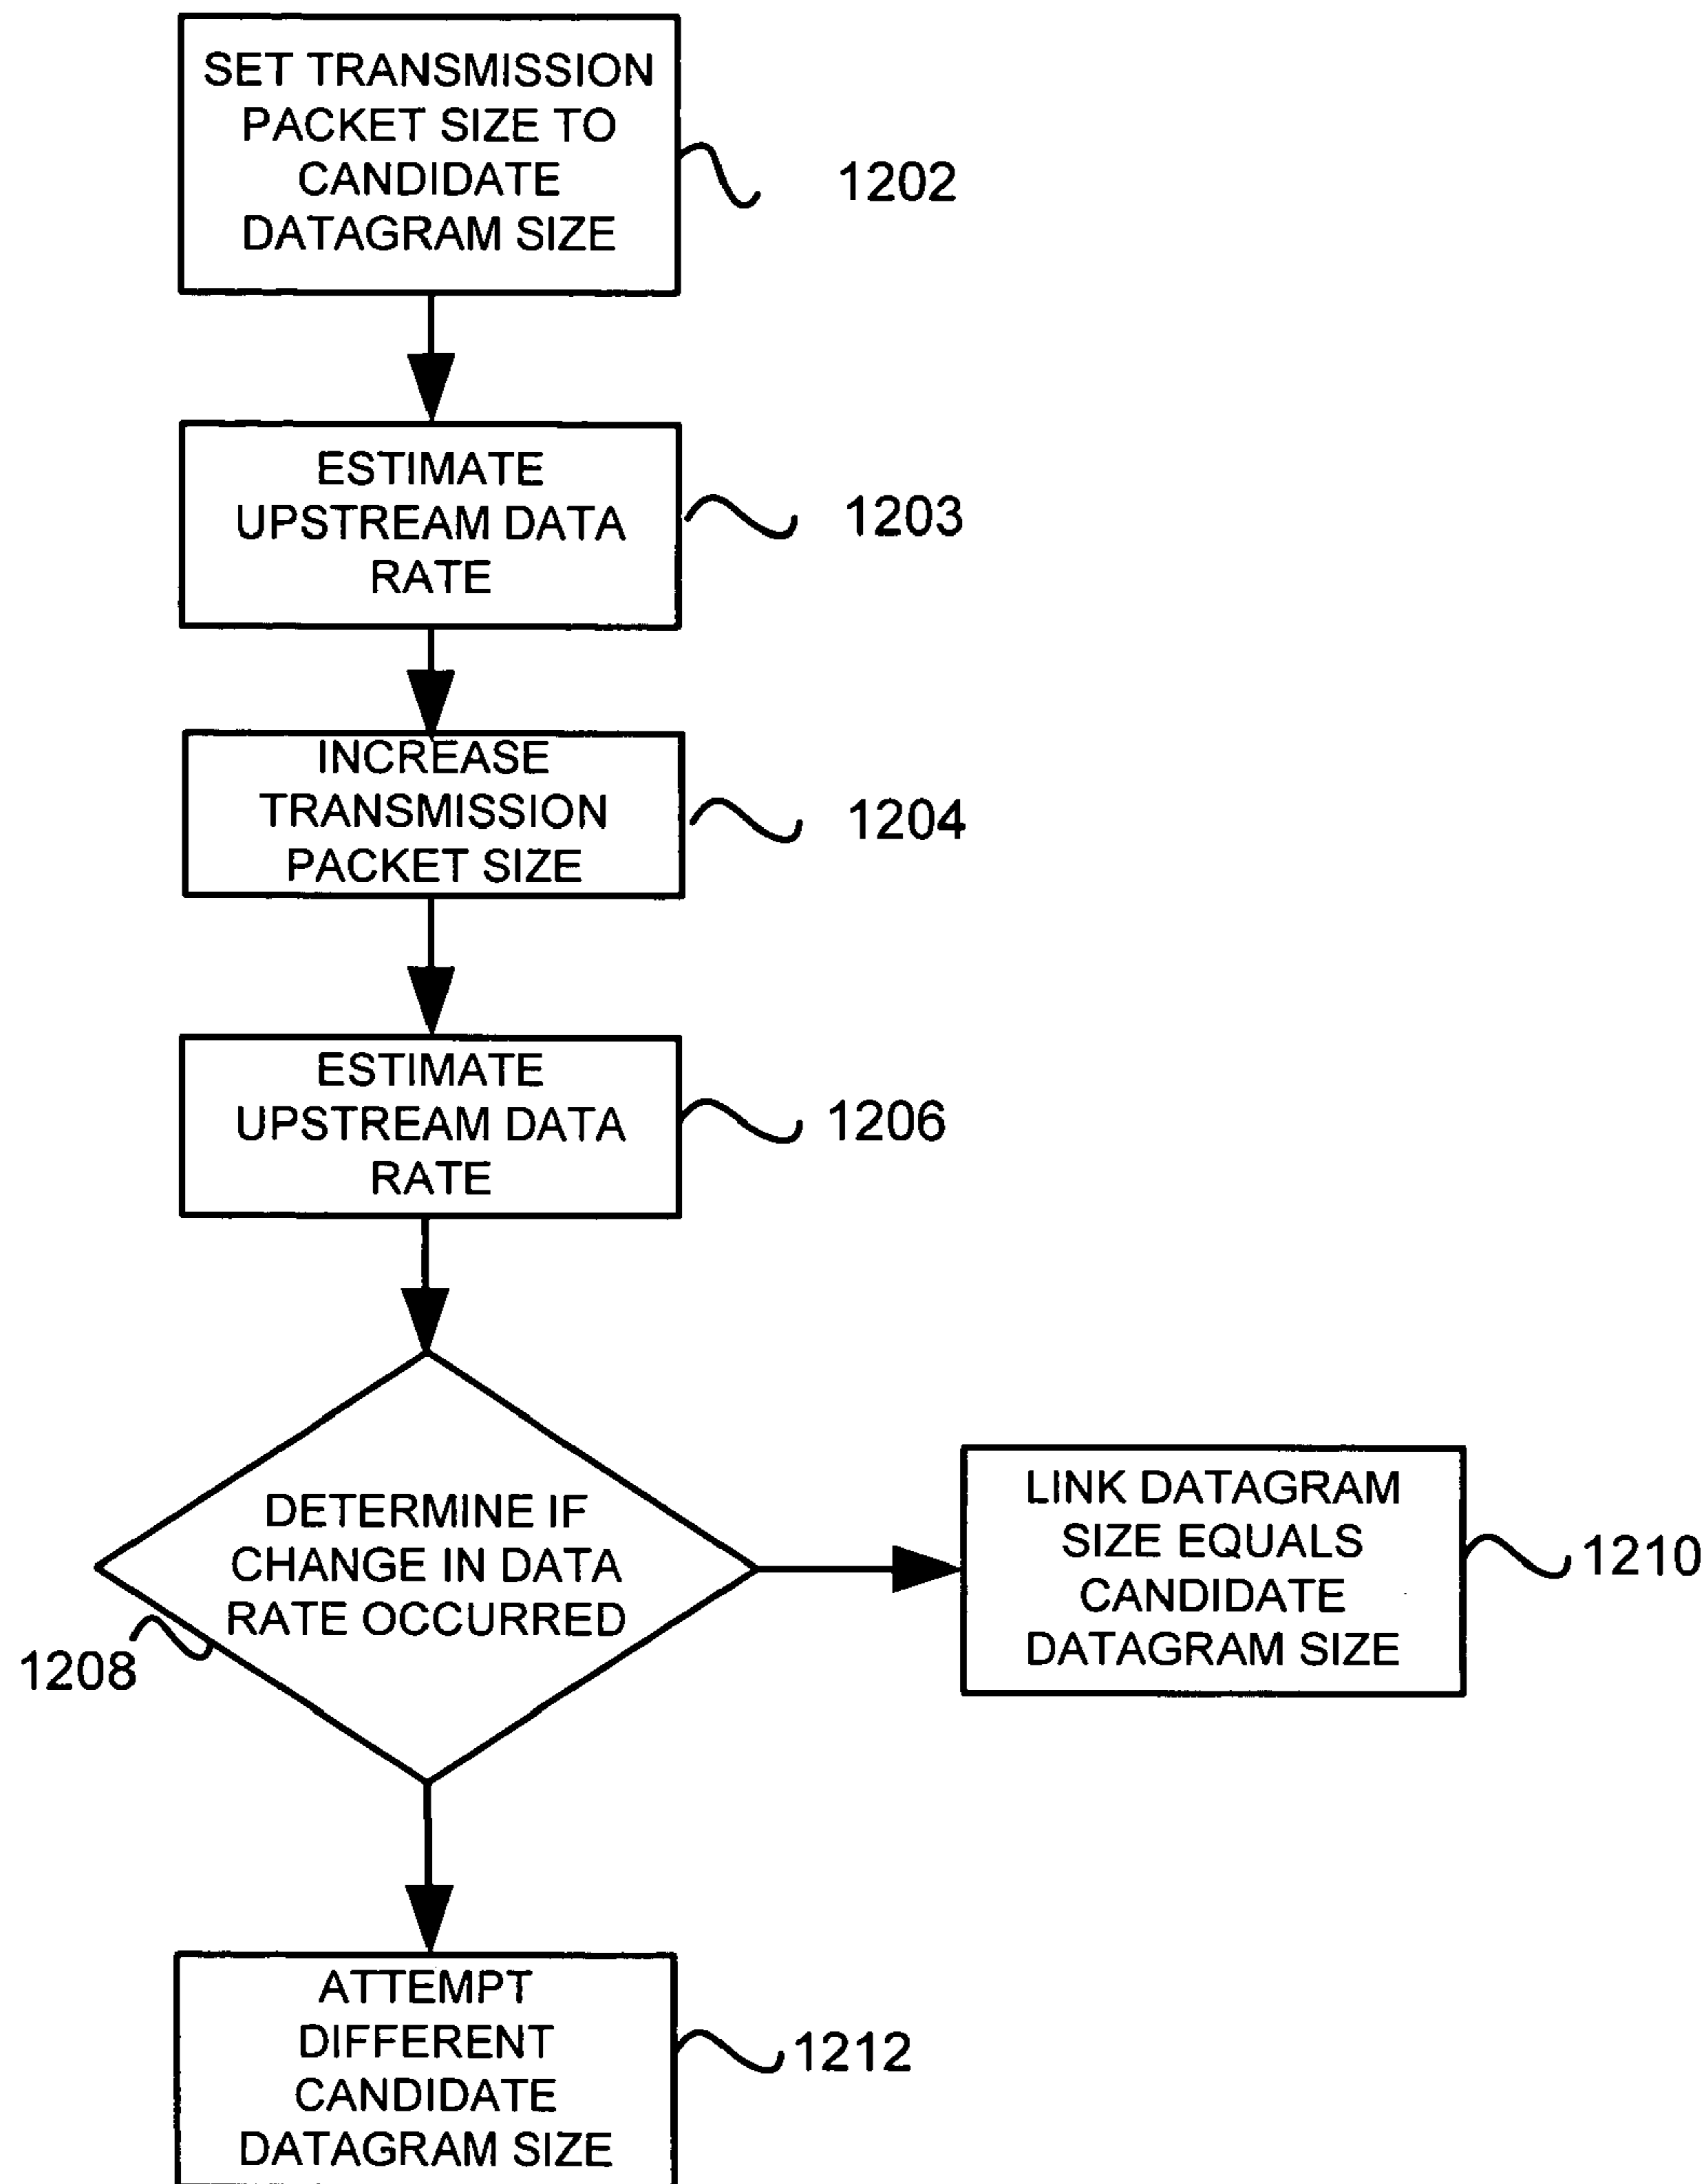 SET TRANSMISSION
PACKET SIZE TO
CANDIDATE
DATAGRAM SIZE
1202
ESTIMATE
UPSTREAM DATA
RATE
1203
INCREASE
TRANSMISSION
PACKET SIZE
1204
ESTIMATE
UPSTREAM DATA
RATE
1206
DETERMINE IF
CHANGE IN DATA
RATE OCCURRED
1208
LINK DATAGRAM
SIZE EQUALS
CANDIDATE
DATAGRAM SIZE
1210
ATTEMPT
DIFFERENT
CANDIDATE
DATAGRAM SIZE
1212